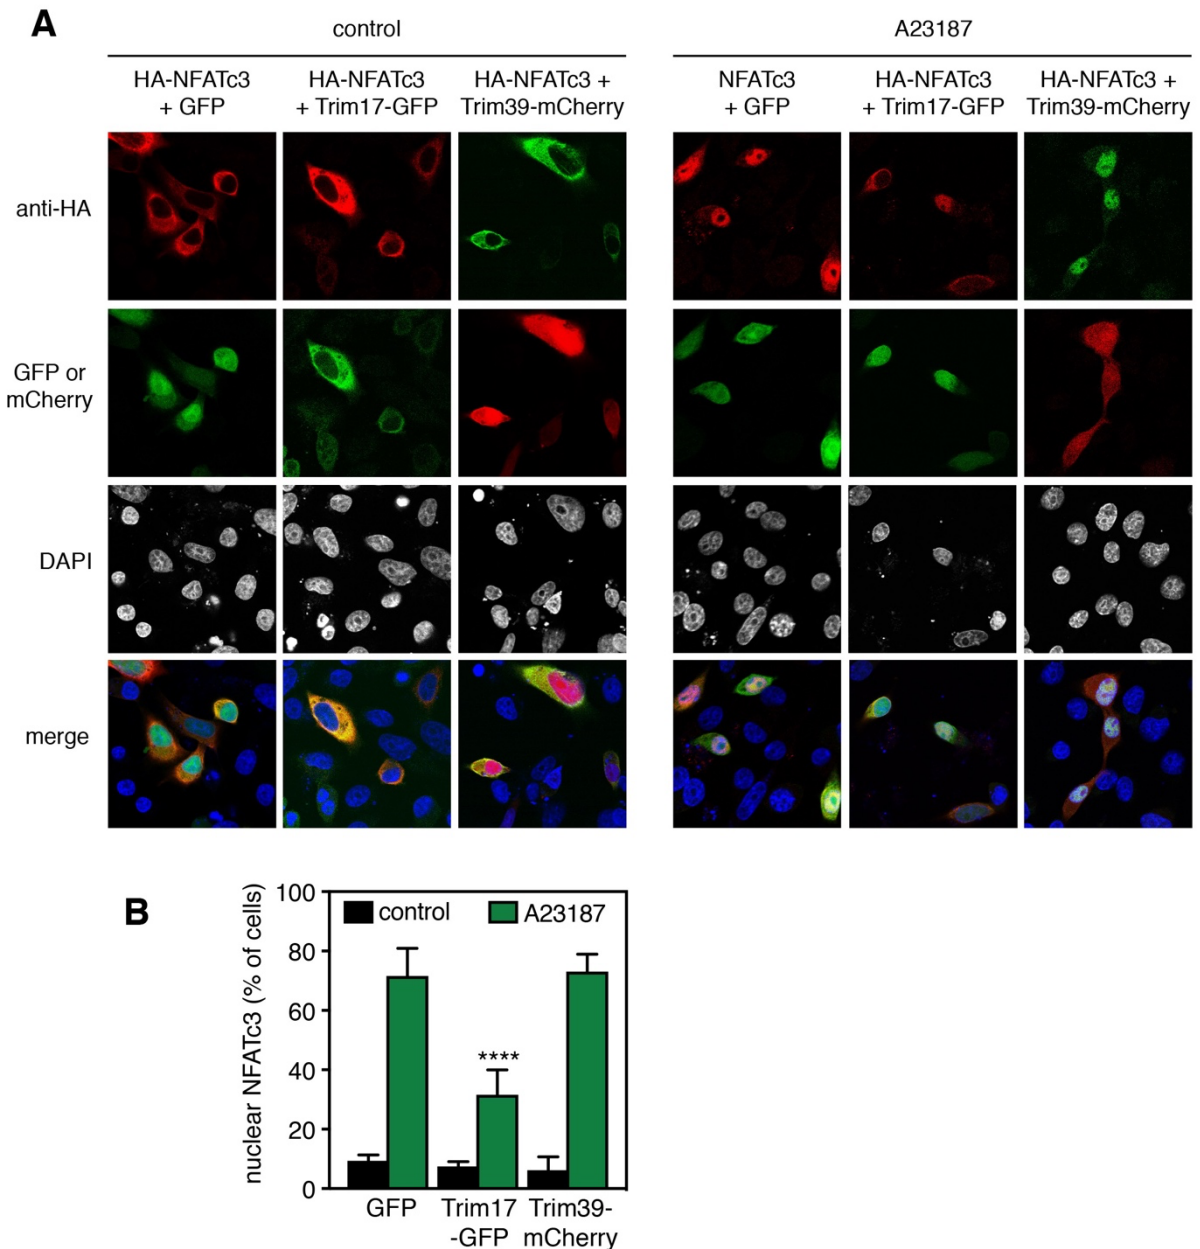 A
control
A23187
HA-NFATc3
+ GFP
HA-NFATc3
+ Trim17-GFP
HA-NFATc3 +
Trim39-mCherry
NFATc3
+ GFP
HA-NFATc3
+ Trim17-GFP
HA-NFATc3 +
Trim39-mCherry
anti-HA
GFP or
mCherry
DAPI
merge
B
nuclear NFATc3 (% of cells)
100
80
60
40
20
0
control
A23187
****
GFP
Trim17
-GFP
Trim39-
mCherry